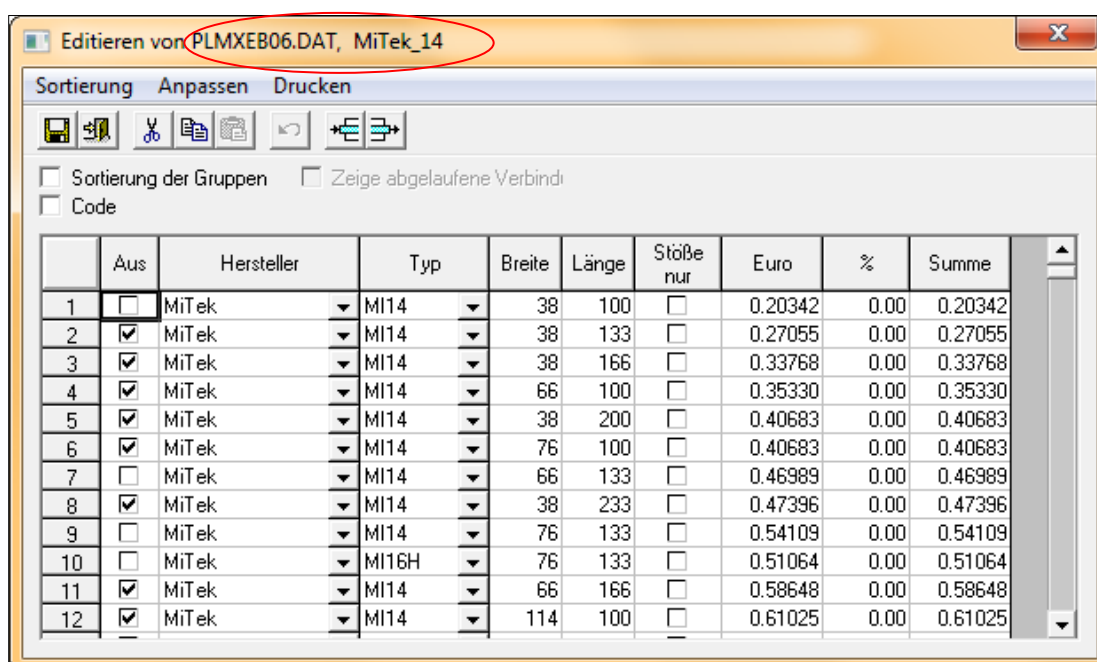 Editieren von PLMXEB06.DAT, MiTek_14
Sortierung Anpassen Drucken
Sortierung der Gruppen Zeige abgelaufene Verbind
Code
Aus Hersteller Typ Breite Länge Stöße nur Euro % Summe
1 MiTek MI14 38 100 0.20342 0.00 0.20342
2 MiTek MI14 38 133 0.27055 0.00 0.27055
3 MiTek MI14 38 166 0.33768 0.00 0.33768
4 MiTek MI14 66 100 0.35330 0.00 0.35330
5 MiTek MI14 38 200 0.40683 0.00 0.40683
6 MiTek MI14 76 100 0.40683 0.00 0.40683
7 MiTek MI14 66 133 0.46989 0.00 0.46989
8 MiTek MI14 38 233 0.47396 0.00 0.47396
9 MiTek MI14 76 133 0.54109 0.00 0.54109
10 MiTek MI16H 76 133 0.51064 0.00 0.51064
11 MiTek MI14 66 166 0.58648 0.00 0.58648
12 MiTek MI14 114 100 0.61025 0.00 0.61025